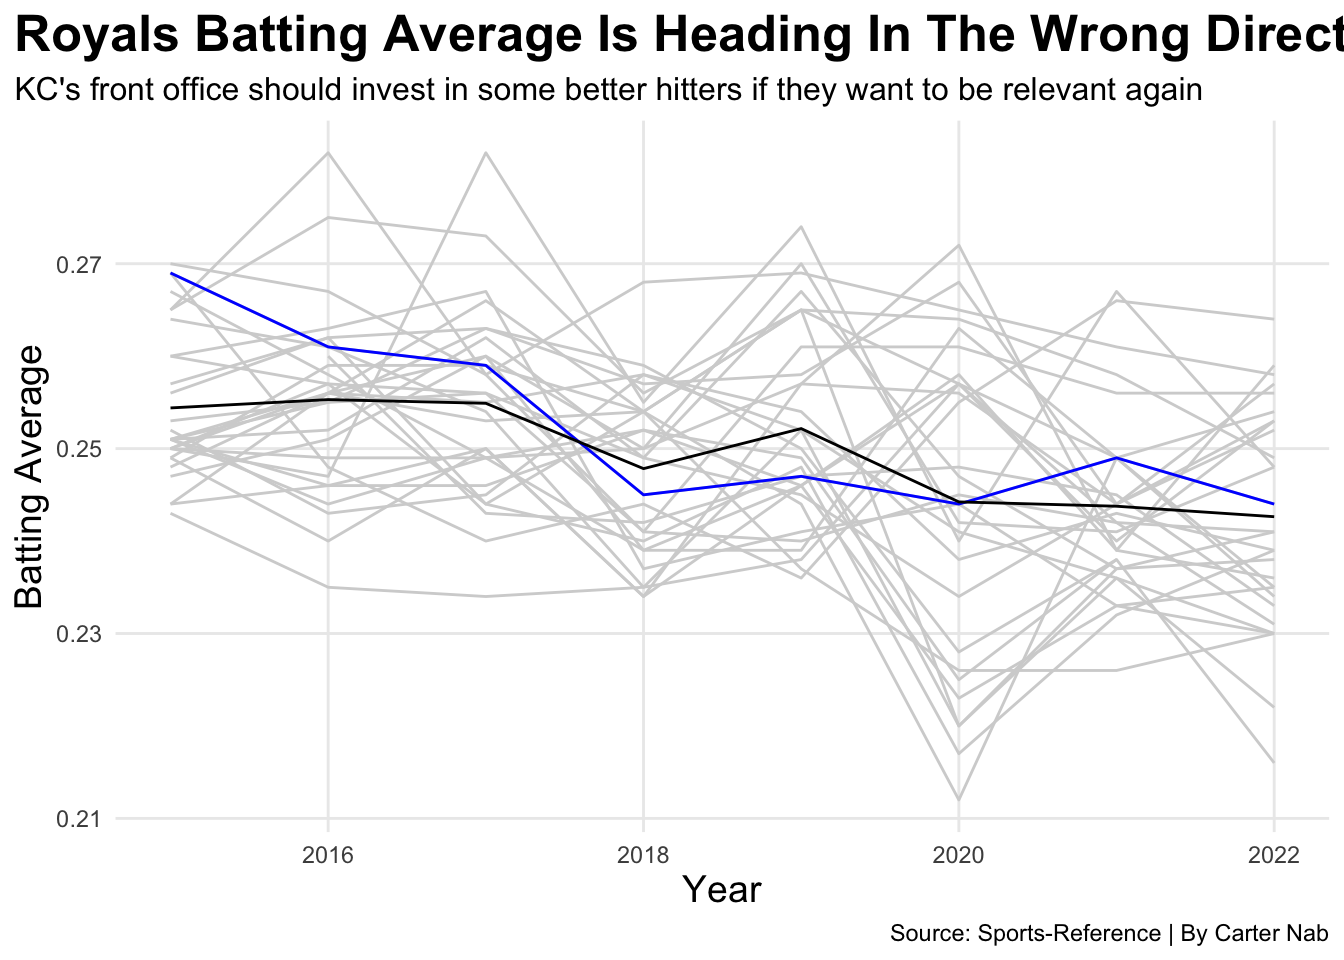 Royals Batting Average Is Heading In The Wrong Direct
KC's front office should invest in some better hitters if they want to be relevant again
Batting Average
0.27
0.25
0.23
0.21
2016
2018
2020
2022
Year
Source: Sports-Reference | By Carter Nab